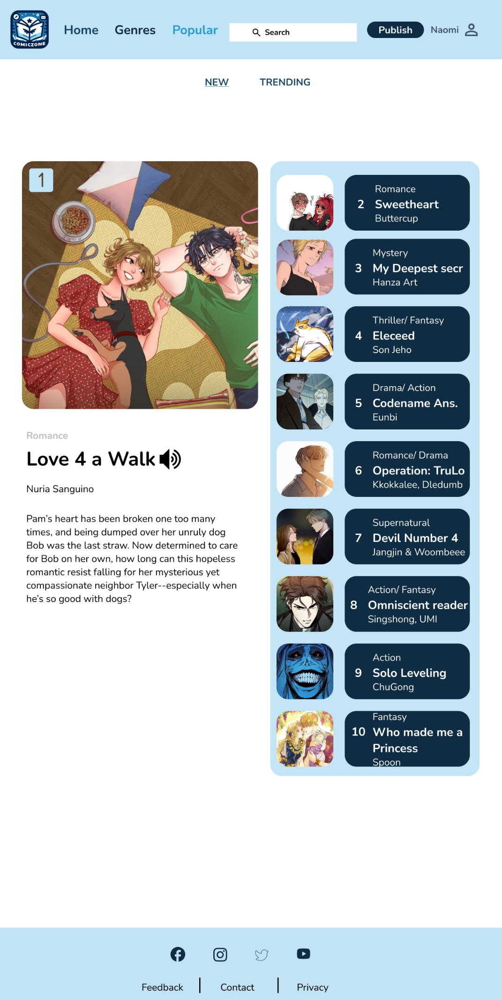 COMICZONE
Home
Genres
Popular
Search
Publish
Naomi
NEW
TRENDING
1
Romance
Love 4 a Walk
Nuria Sanguino
Pam’s heart has been broken one too many
times, and being dumped over her unruly dog
Bob was the last straw. Now determined to care
for Bob on her own, how long can this hopeless
romantic resist falling for her mysterious yet
compassionate neighbor Tyler--especially when
he’s so good with dogs?
Romance
2 Sweetheart
Buttercup
Mystery
3 My Deepest secr
Hanza Art
Thriller/ Fantasy
4 Eleceed
Son Jeho
Drama/ Action
5 Codename Ans.
Eunbi
Romance/ Drama
6 Operation: TruLo
Kkokkalee, Dledumb
Supernatural
7 Devil Number 4
Jangjin & Woombeee
Action/ Fantasy
8 Omniscient reader
Singshong, UMI
Action
9 Solo Leveling
ChuGong
Fantasy
10 Who made me a
Princess
Spoon
Feedback
Contact
Privacy